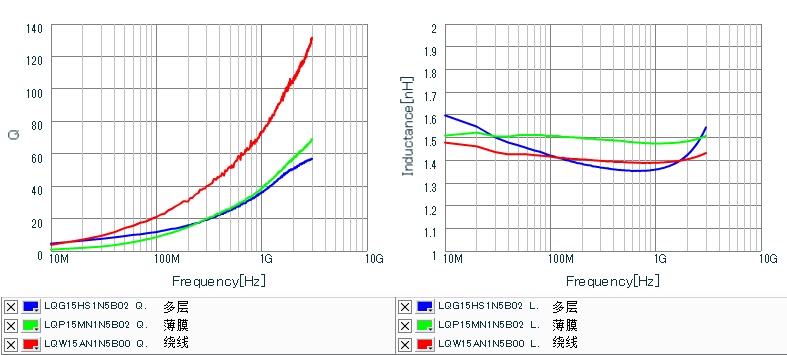 140
120
100
80
60
40
20
0
Q
10M 100M 1G 10G
Frequency[Hz]
2
1.9
1.8
1.7
1.6
1.5
1.4
1.3
1.2
1.1
1
Inductance[nH]
10M 100M 1G 10G
Frequency[Hz]
LQG15HS1N5B02 Q. 多层
LQP15MN1N5B02 Q. 薄膜
LQW15AN1N5B00 Q. 绕线
LQG15HS1N5B02 L. 多层
LQP15MN1N5B02 L. 薄膜
LQW15AN1N5B00 L. 绕线